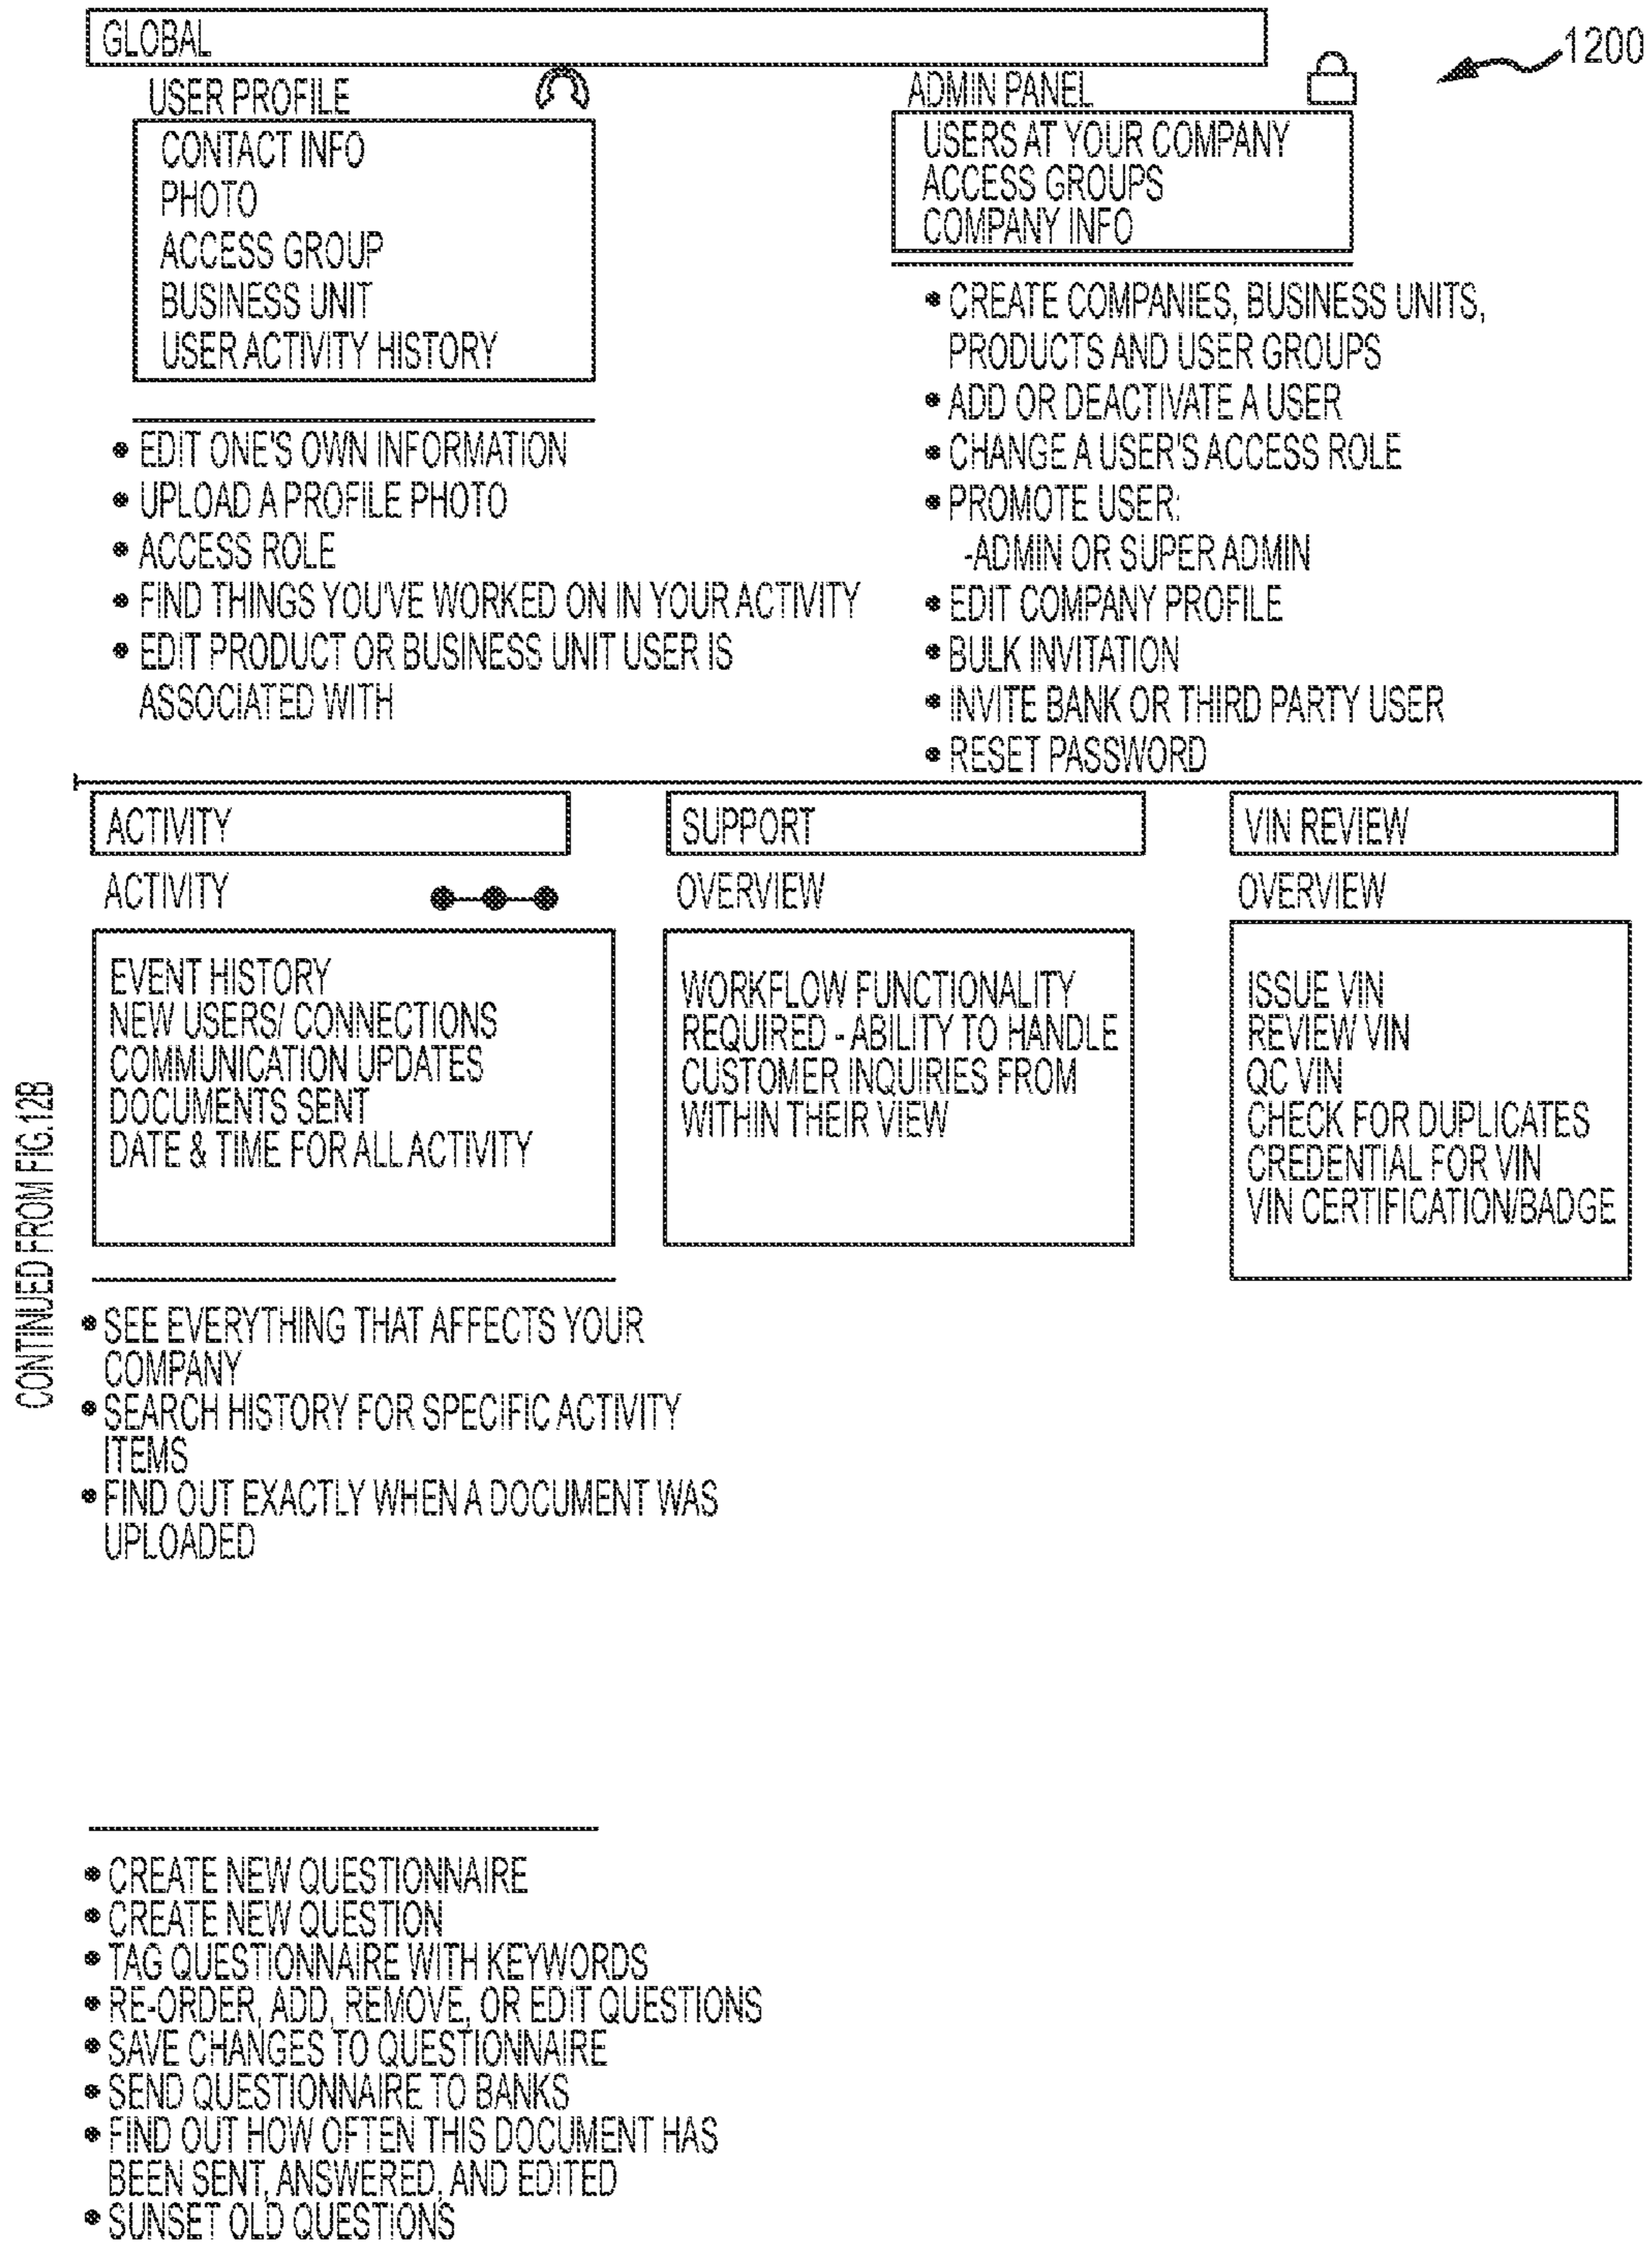 GLOBAL
1200
USER PROFILE
CONTACT INFO
PHOTO
ACCESS GROUP
BUSINESS UNIT
USER ACTIVITY HISTORY
• EDIT ONE'S OWN INFORMATION
• UPLOAD A PROFILE PHOTO
• ACCESS ROLE
• FIND THINGS YOU'VE WORKED ON IN YOUR ACTIVITY
• EDIT PRODUCT OR BUSINESS UNIT USER IS
ASSOCIATED WITH
ADMIN PANEL
USERS AT YOUR COMPANY
ACCESS GROUPS
COMPANY INFO
• CREATE COMPANIES, BUSINESS UNITS,
PRODUCTS AND USER GROUPS
• ADD OR DEACTIVATE A USER
• CHANGE A USER'S ACCESS ROLE
• PROMOTE USER:
-ADMIN OR SUPER ADMIN
• EDIT COMPANY PROFILE
• BULK INVITATION
• INVITE BANK OR THIRD PARTY USER
• RESET PASSWORD
CONTINUED FROM FIG.12B
ACTIVITY
ACTIVITY
EVENT HISTORY
NEW USERS/ CONNECTIONS
COMMUNICATION UPDATES
DOCUMENTS SENT
DATE & TIME FOR ALL ACTIVITY
• SEE EVERYTHING THAT AFFECTS YOUR
COMPANY
• SEARCH HISTORY FOR SPECIFIC ACTIVITY
ITEMS
• FIND OUT EXACTLY WHEN A DOCUMENT WAS
UPLOADED
SUPPORT
OVERVIEW
WORKFLOW FUNCTIONALITY
REQUIRED - ABILITY TO HANDLE
CUSTOMER INQUIRIES FROM
WITHIN THEIR VIEW
VIN REVIEW
OVERVIEW
ISSUE VIN
REVIEW VIN
QC VIN
CHECK FOR DUPLICATES
CREDENTIAL FOR VIN
VIN CERTIFICATION/BADGE
• CREATE NEW QUESTIONNAIRE
• CREATE NEW QUESTION
• TAG QUESTIONNAIRE WITH KEYWORDS
• RE-ORDER, ADD, REMOVE, OR EDIT QUESTIONS
• SAVE CHANGES TO QUESTIONNAIRE
• SEND QUESTIONNAIRE TO BANKS
• FIND OUT HOW OFTEN THIS DOCUMENT HAS
BEEN SENT, ANSWERED, AND EDITED
• SUNSET OLD QUESTIONS